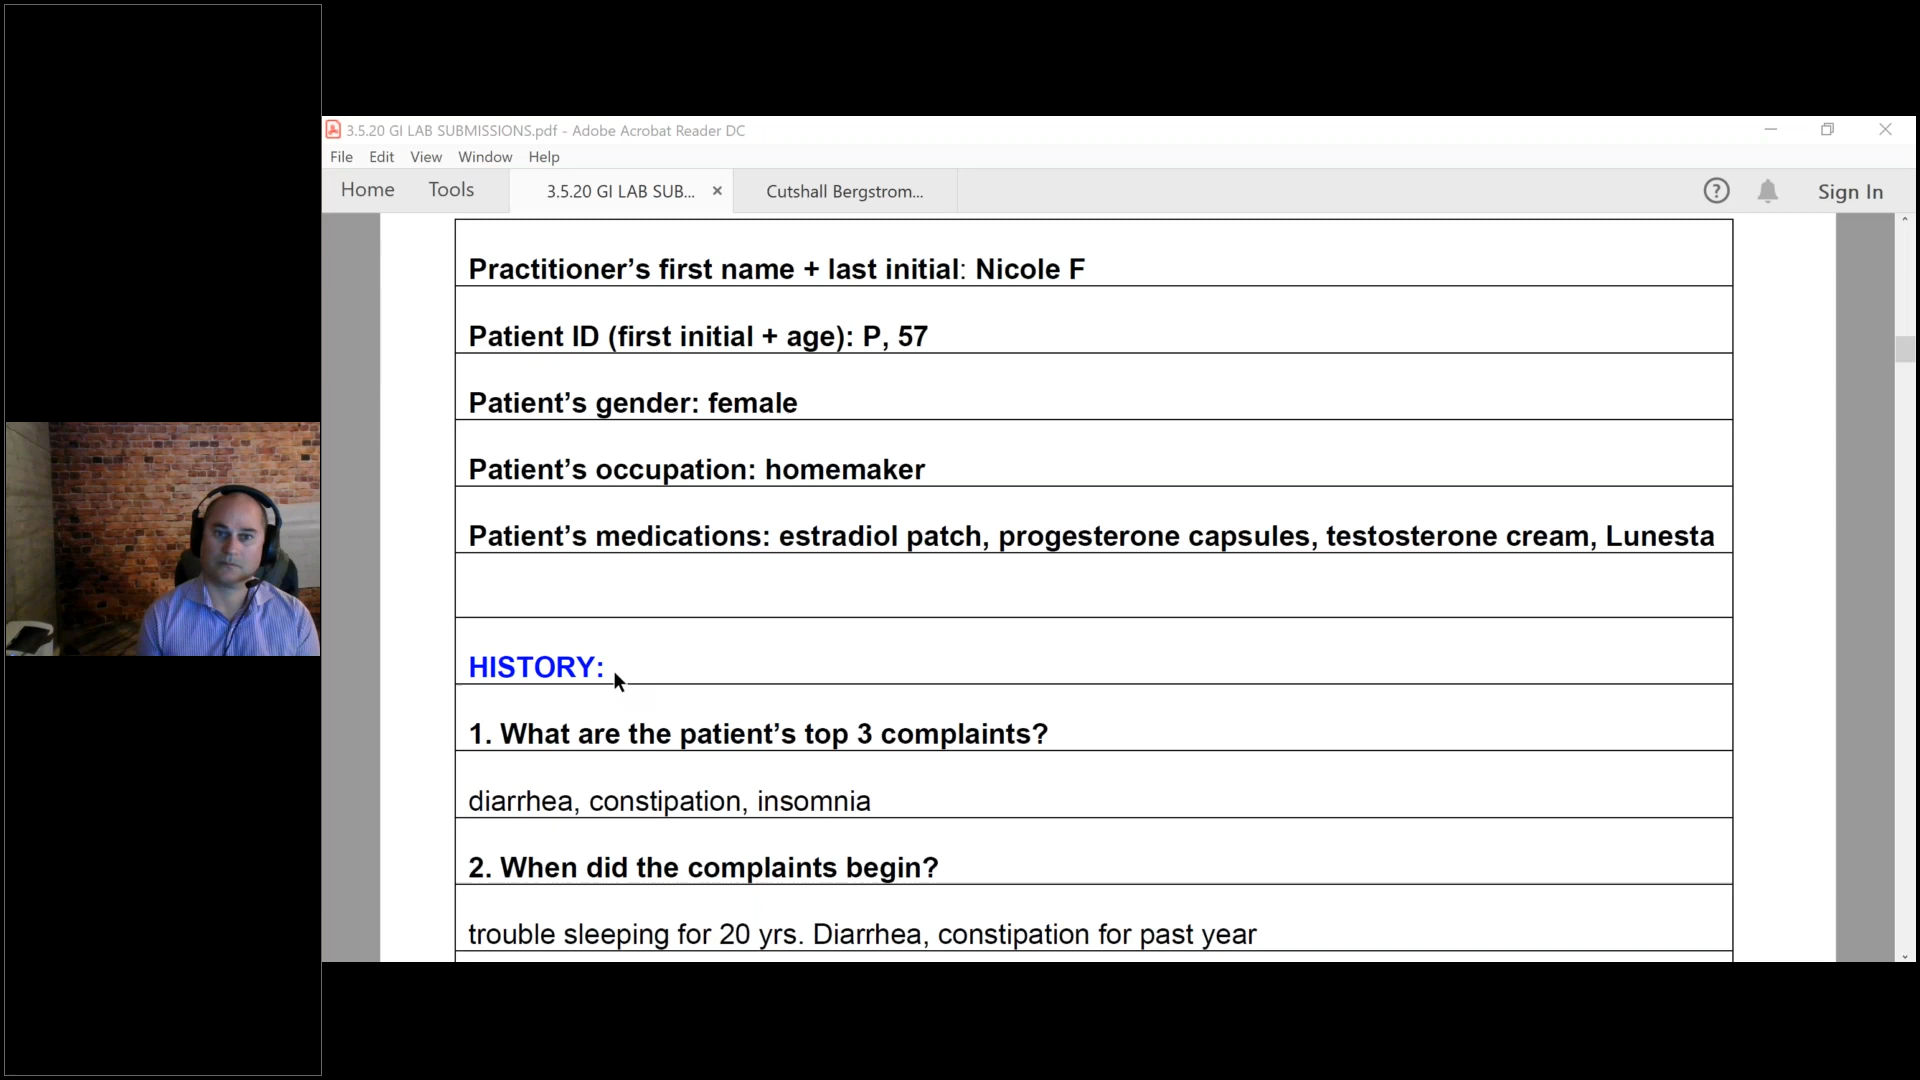 3.5.20 GI LAB SUBMISSIONS.pdf - Adobe Acrobat Reader DC
File Edit View Window Help
Home Tools 3.5.20 GI LAB SUB... × Cutshall Bergstrom... ? Sign In
Practitioner’s first name + last initial: Nicole F
Patient ID (first initial + age): P, 57
Patient’s gender: female
Patient’s occupation: homemaker
Patient’s medications: estradiol patch, progesterone capsules, testosterone cream, Lunesta
HISTORY:
1. What are the patient’s top 3 complaints?
diarrhea, constipation, insomnia
2. When did the complaints begin?
trouble sleeping for 20 yrs. Diarrhea, constipation for past year